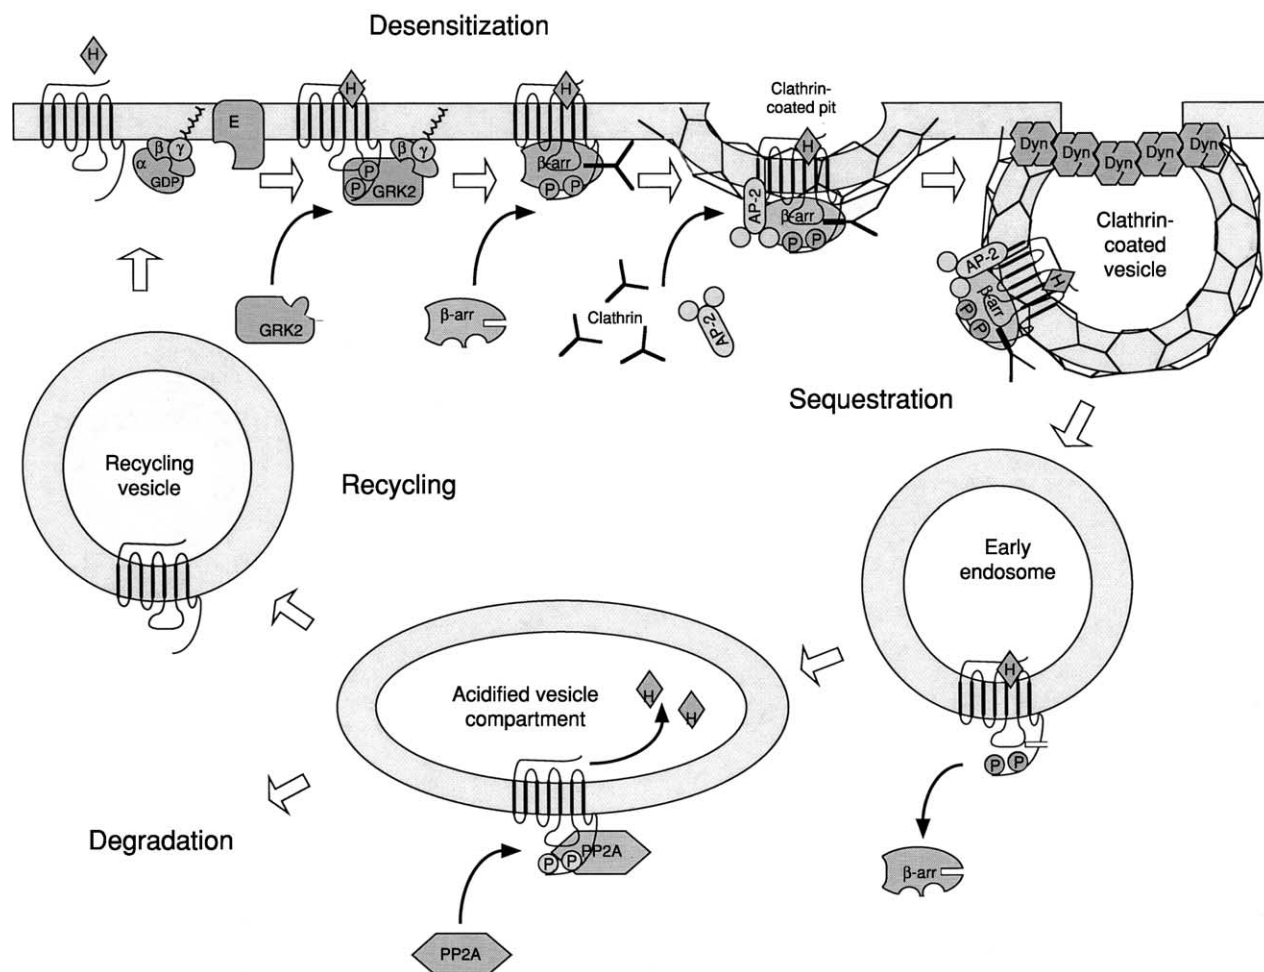 Desensitization
H
E
β
γ
α
GDP
H
β
γ
P
P
GRK2
H
β-arr
P
P
Clathrin-
coated pit
H
AP-2
β-arr
P
P
Dyn
Dyn
Dyn
Dyn
Dyn
Clathrin-
coated
vesicle
AP-2
H
β-arr
P
P
GRK2
β-arr
Clathrin
AP-2
Sequestration
Recycling
vesicle
Recycling
Early
endosome
H
P
P
β-arr
Acidified vesicle
compartment
H
H
P
P
PP2A
PP2A
Degradation